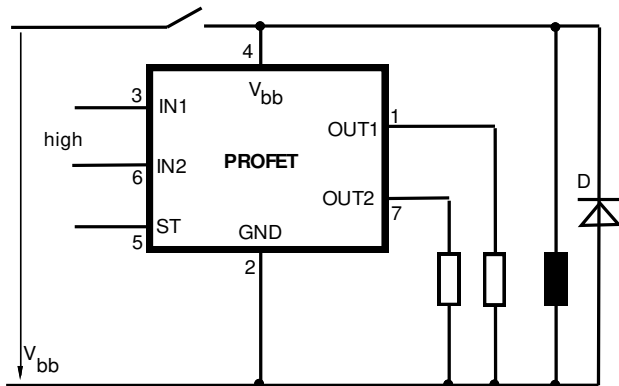 4
V_bb
3
IN1
1
OUT1
high
PROFET
D
IN2
6
OUT2
7
ST
5
GND
2
V_bb